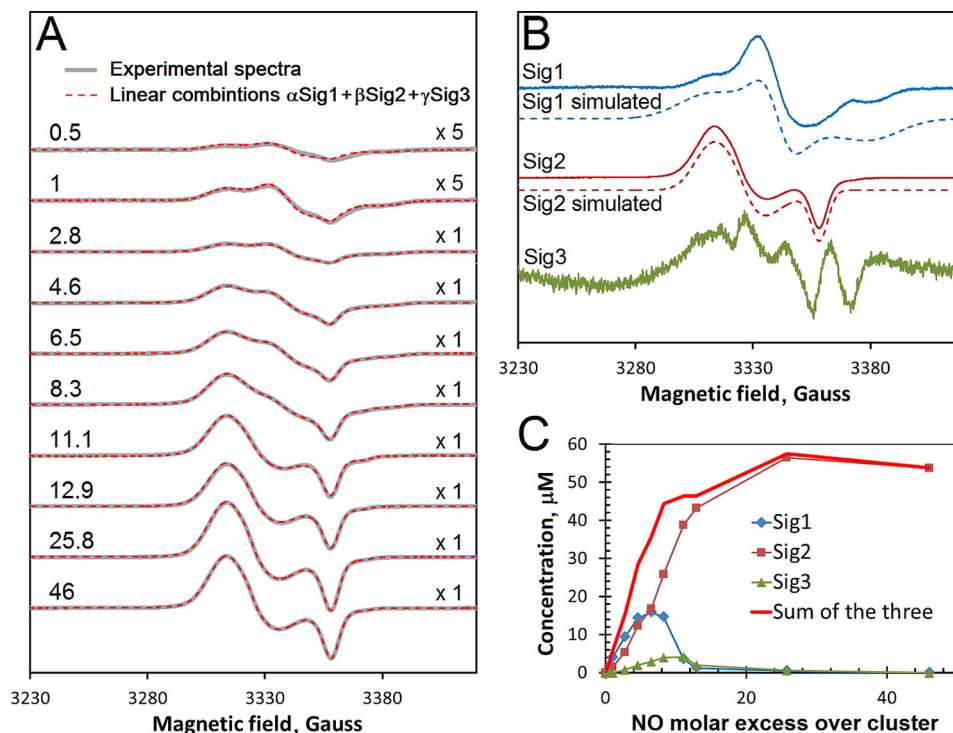 A
Experimental spectra
Linear combintions αSig1+βSig2+γSig3
0.5 x 5
1 x 5
2.8 x 1
4.6 x 1
6.5 x 1
8.3 x 1
11.1 x 1
12.9 x 1
25.8 x 1
46 x 1
3230 3280 3330 3380
Magnetic field, Gauss
B
Sig1
Sig1 simulated
Sig2
Sig2 simulated
Sig3
3230 3280 3330 3380
Magnetic field, Gauss
C
Concentration, μM
60
50
40
30
20
10
0
Sig1
Sig2
Sig3
Sum of the three
0 20 40
NO molar excess over cluster